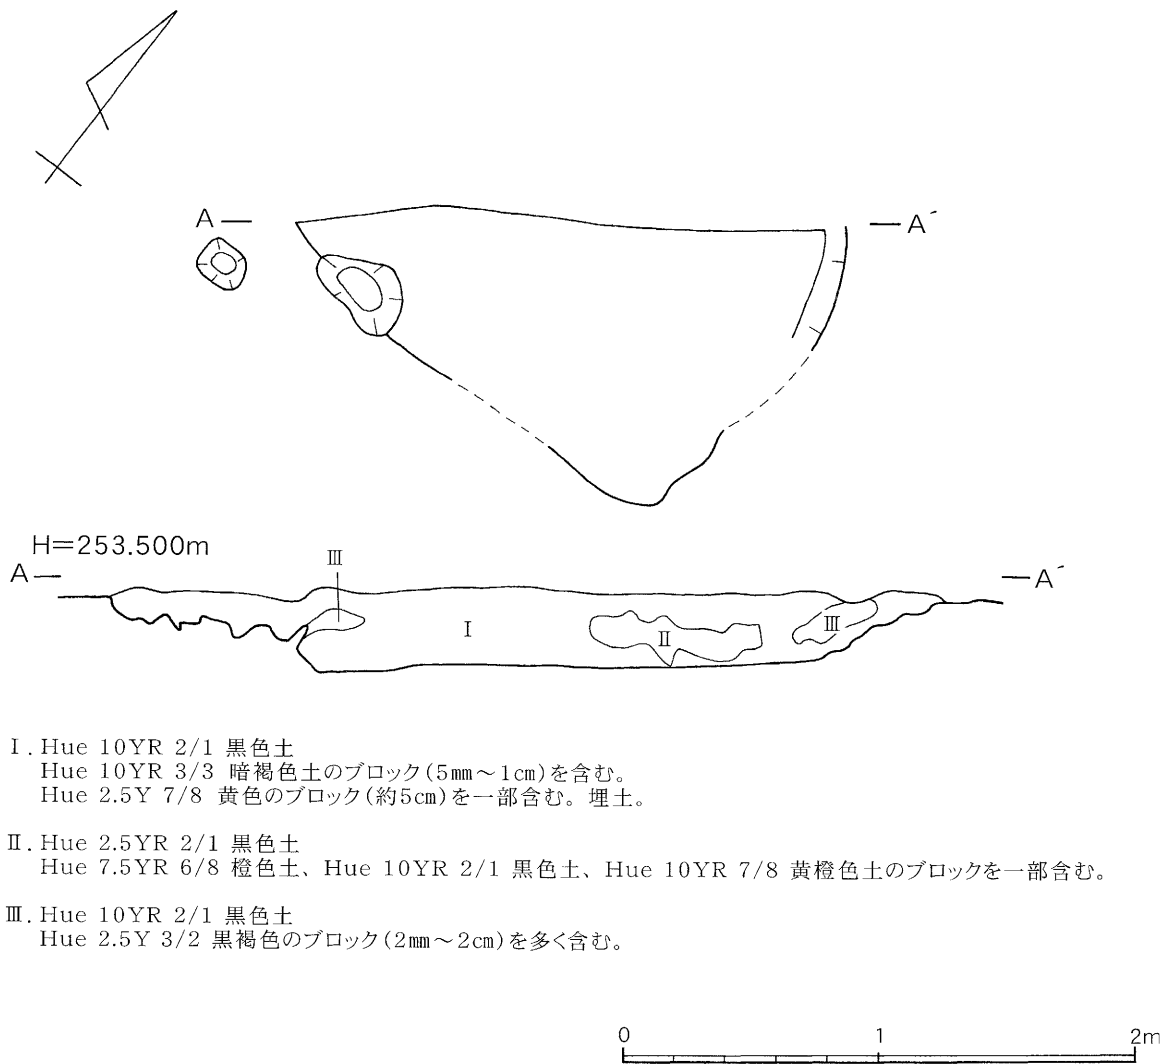 A
A´
H=253.500m
Ⅲ
A
A´
Ⅰ
Ⅱ
Ⅲ
Ⅰ. Hue 10YR 2/1 黒色土
Hue 10YR 3/3 暗褐色土のブロック(5㎜～1㎝)を含む。
Hue 2.5Y 7/8 黄色のブロック(約5㎝)を一部含む。埋土。
Ⅱ. Hue 2.5YR 2/1 黒色土
Hue 7.5YR 6/8 橙色土、Hue 10YR 2/1 黒色土、Hue 10YR 7/8 黄橙色土のブロックを一部含む。
Ⅲ. Hue 10YR 2/1 黒色土
Hue 2.5Y 3/2 黒褐色のブロック(2㎜～2㎝)を多く含む。
0 1 2m